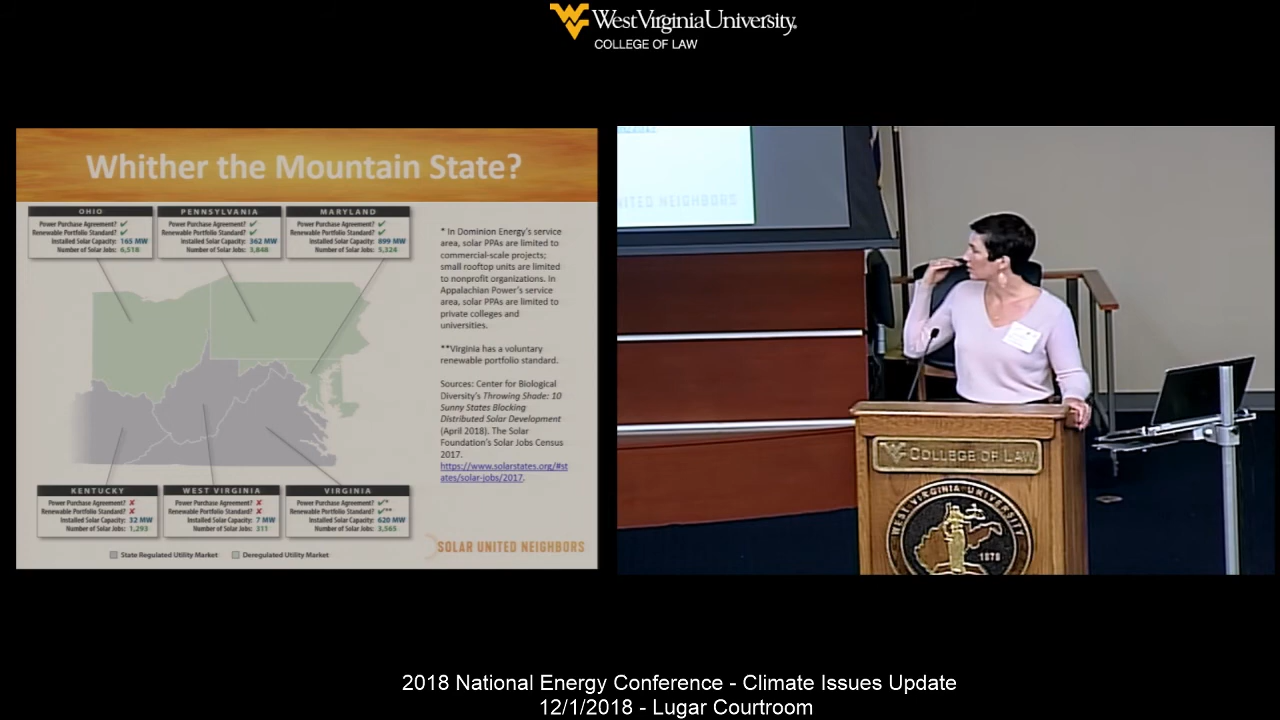 WestVirginiaUniversity.
COLLEGE OF LAW
Whither the Mountain State?
OHIO
Power Purchase Agreement? ✓
Renewable Portfolio Standard? ✓
Installed Solar Capacity: 165 MW
Number of Solar Jobs: 6,518
PENNSYLVANIA
Power Purchase Agreement? ✓
Renewable Portfolio Standard? ✓
Installed Solar Capacity: 362 MW
Number of Solar Jobs: 3,848
MARYLAND
Power Purchase Agreement? ✓
Renewable Portfolio Standard? ✓
Installed Solar Capacity: 899 MW
Number of Solar Jobs: 5,324
* In Dominion Energy's service
area, solar PPAs are limited to
commercial-scale projects;
small rooftop units are limited
to nonprofit organizations. In
Appalachian Power's service
area, solar PPAs are limited to
private colleges and
universities.
**Virginia has a voluntary
renewable portfolio standard.
Sources: Center for Biological
Diversity's Throwing Shade: 10
Sunny States Blocking
Distributed Solar Development
(April 2018). The Solar
Foundation's Solar Jobs Census
2017.
https://www.solarstates.org/#st
ates/solar-jobs/2017.
KENTUCKY
Power Purchase Agreement? ✘
Renewable Portfolio Standard? ✘
Installed Solar Capacity: 32 MW
Number of Solar Jobs: 1,293
WEST VIRGINIA
Power Purchase Agreement? ✘
Renewable Portfolio Standard? ✘
Installed Solar Capacity: 7 MW
Number of Solar Jobs: 311
VIRGINIA
Power Purchase Agreement? ✓*
Renewable Portfolio Standard? ✓**
Installed Solar Capacity: 620 MW
Number of Solar Jobs: 3,565
State Regulated Utility Market
Deregulated Utility Market
SOLAR UNITED NEIGHBORS
UNITED NEIGHBORS
COLLEGE OF LAW
WEST VIRGINIA UNIVERSITY
1878
2018 National Energy Conference - Climate Issues Update
12/1/2018 - Lugar Courtroom